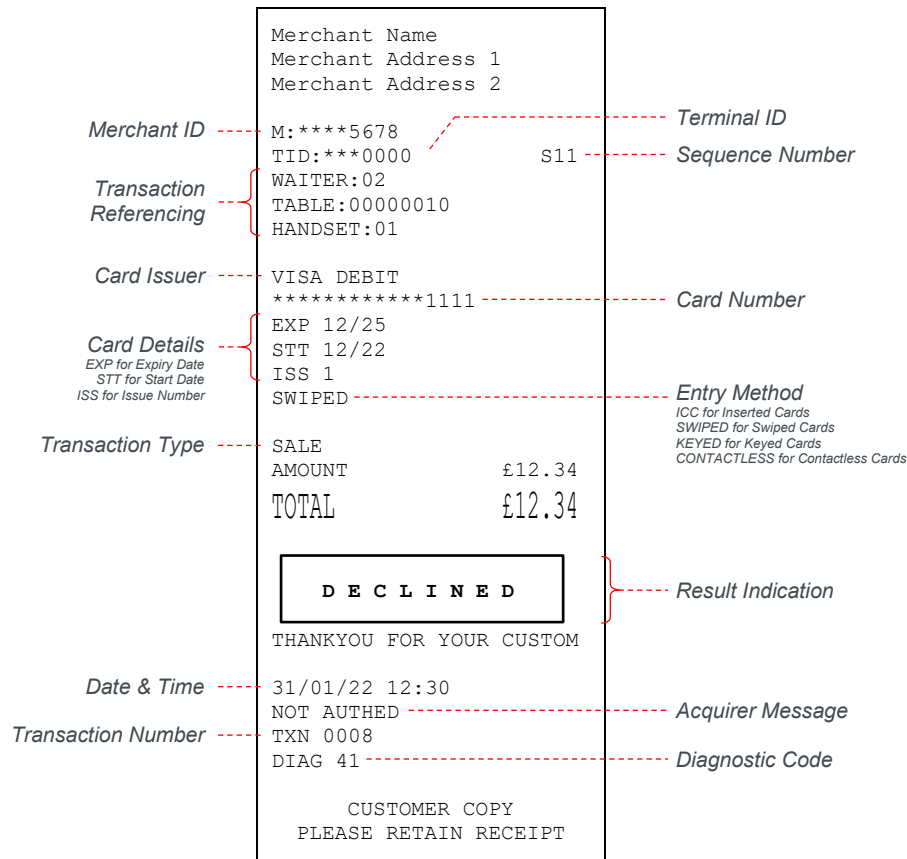 Merchant Name
Merchant Address 1
Merchant Address 2
Merchant ID
M:****5678
Terminal ID
TID:***0000 S11
Sequence Number
Transaction
Referencing
WAITER:02
TABLE:00000010
HANDSET:01
Card Issuer
VISA DEBIT
************1111
Card Number
Card Details
EXP for Expiry Date
STT for Start Date
ISS for Issue Number
EXP 12/25
STT 12/22
ISS 1
SWIPED
Entry Method
ICC for Inserted Cards
SWIPED for Swiped Cards
KEYED for Keyed Cards
CONTACTLESS for Contactless Cards
Transaction Type
SALE
AMOUNT £12.34
TOTAL £12.34
DECLINED
Result Indication
THANKYOU FOR YOUR CUSTOM
Date & Time
31/01/22 12:30
NOT AUTHED
Acquirer Message
Transaction Number
TXN 0008
DIAG 41
Diagnostic Code
CUSTOMER COPY
PLEASE RETAIN RECEIPT